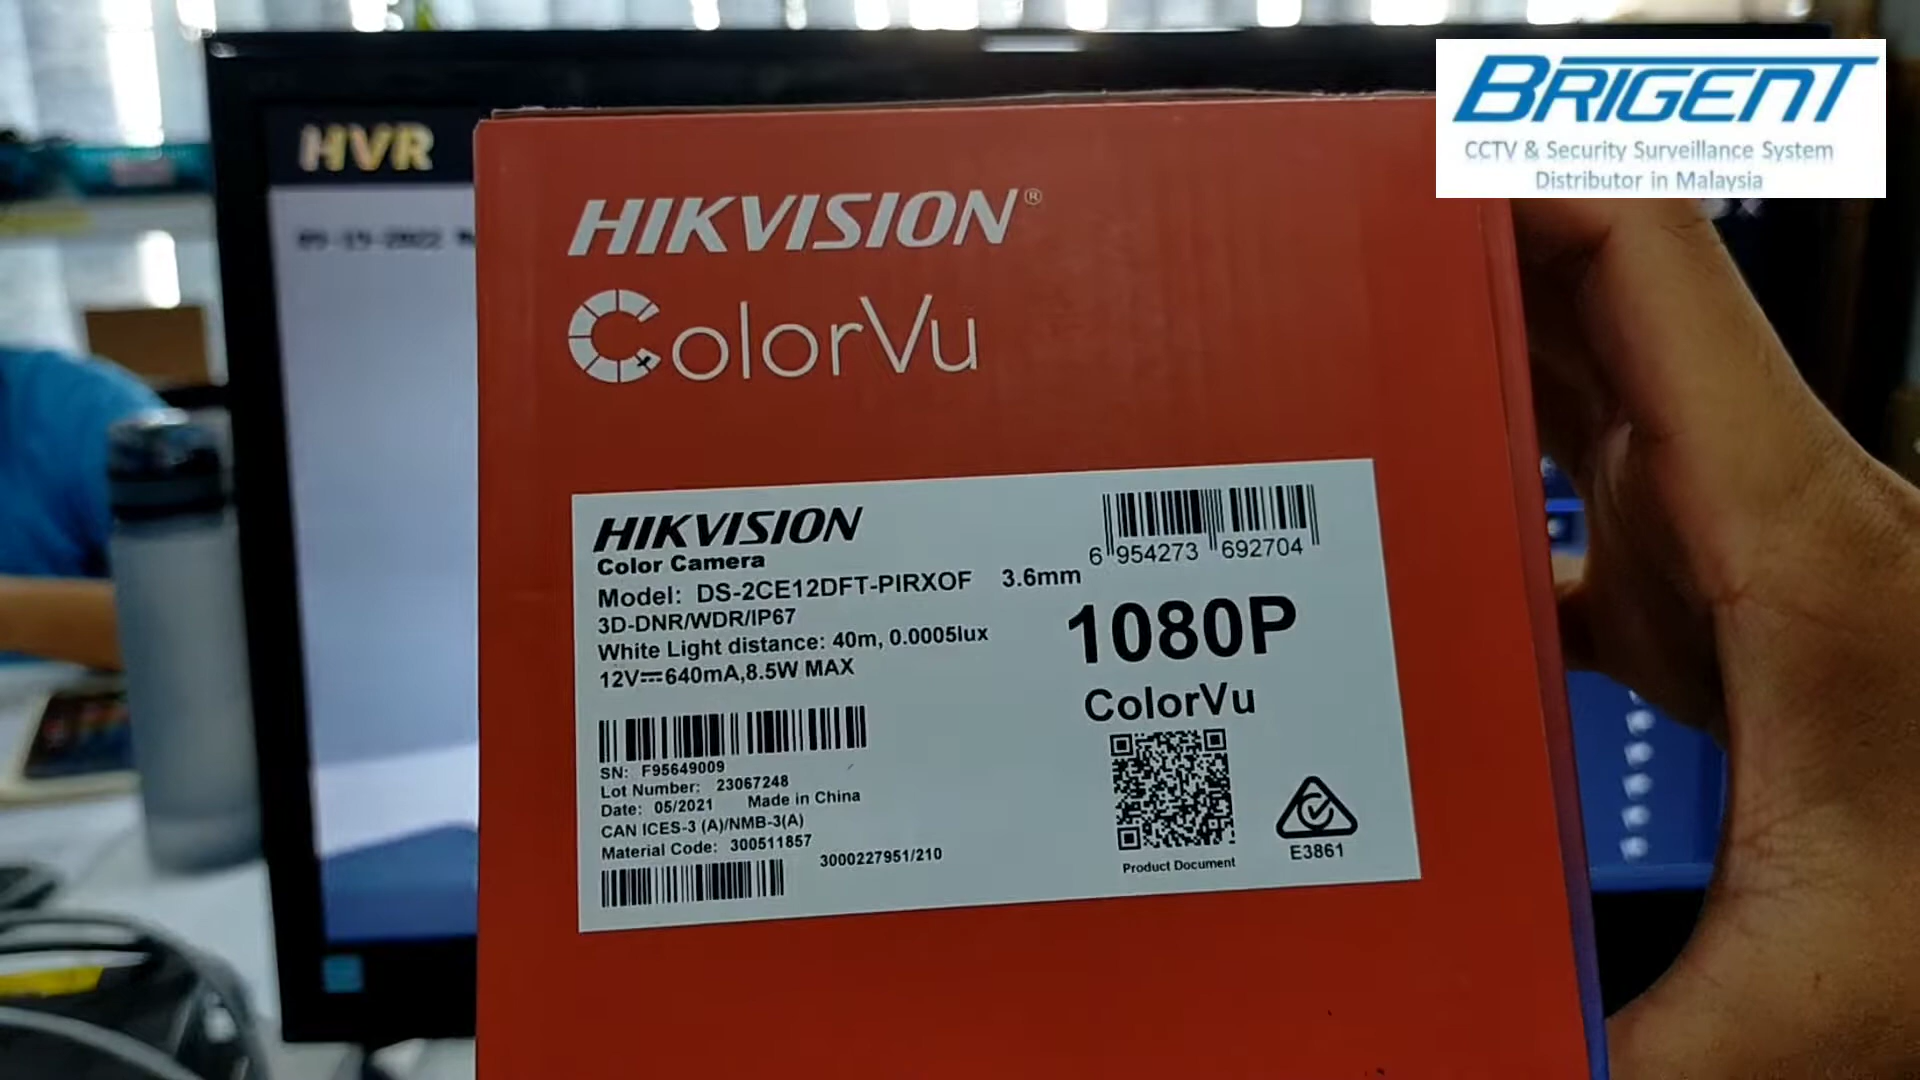 BRIGENT
CCTV & Security Surveillance System
Distributor in Malaysia
HVR
HIKVISION®
ColorVu
HIKVISION
Color Camera
6 954273 692704
Model: DS-2CE12DFT-PIRXOF 3.6mm
3D-DNR/WDR/IP67
White Light distance: 40m, 0.0005lux
12V⎓640mA,8.5W MAX
1080P
ColorVu
SN: F95649009
Lot Number: 23067248
Date: 05/2021 Made in China
CAN ICES-3 (A)/NMB-3(A)
Material Code: 300511857
3000227951/210
Product Document
E3861